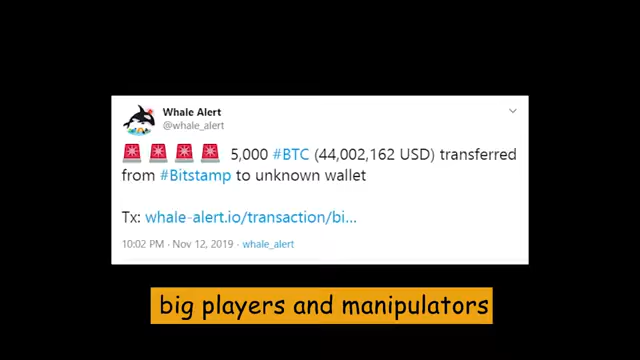 Whale Alert
@whale_alert
🚨 🚨 🚨 🚨 5,000 #BTC (44,002,162 USD) transferred
from #Bitstamp to unknown wallet
Tx: whale-alert.io/transaction/bi...
10:02 PM · Nov 12, 2019 · whale_alert
big players and manipulators